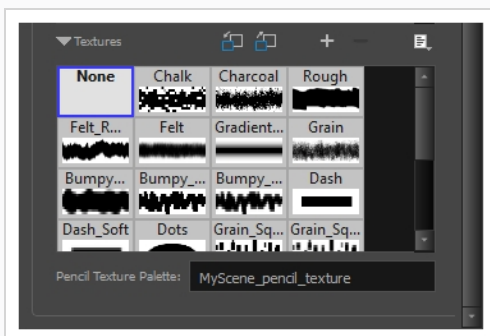 Textures
None Chalk Charcoal Rough
Felt_R... Felt Gradient... Grain
Bumpy... Bumpy_... Bumpy_... Dash
Dash_Soft Dots Grain_Sq... Grain_Sq...
Pencil Texture Palette: MyScene_pencil_texture